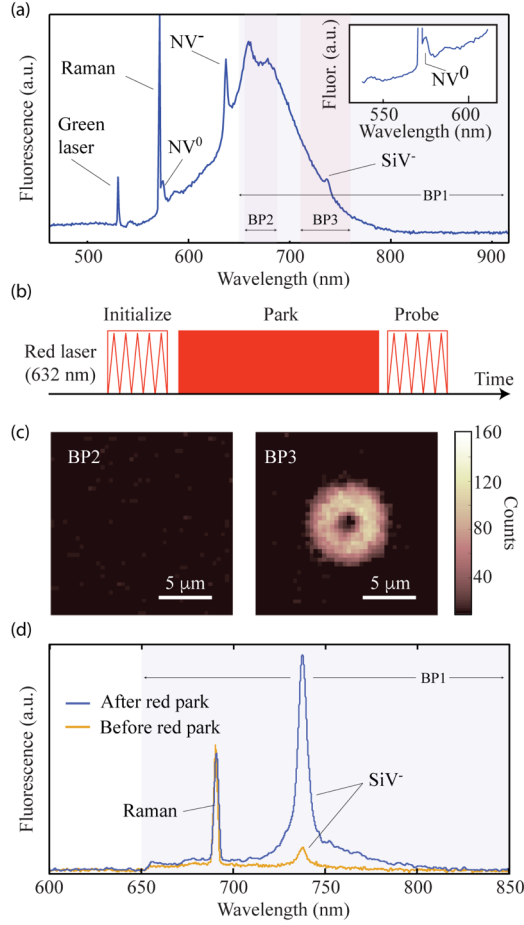 (a)
Fluorescence (a.u.)
NV⁻
Raman
NV⁰
Green
laser
SiV⁻
BP1
BP2
BP3
500 600 700 800 900
Wavelength (nm)
Fluor. (a.u.)
NV⁰
550 600
Wavelength (nm)
(b)
Initialize Park Probe
Red laser
(632 nm)
Time
(c)
BP2
5 μm
BP3
5 μm
160
120
80
40
Counts
(d)
Fluorescence (a.u.)
BP1
After red park
Before red park
Raman
SiV⁻
600 650 700 750 800 850
Wavelength (nm)